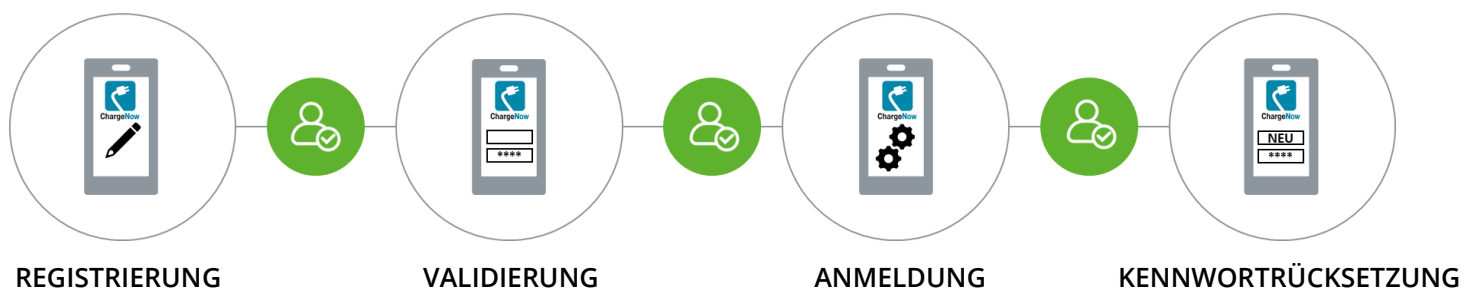 ChargeNow
ChargeNow
****
ChargeNow
ChargeNow
NEU
****
REGISTRIERUNG
VALIDIERUNG
ANMELDUNG
KENNWORTRÜCKSETZUNG